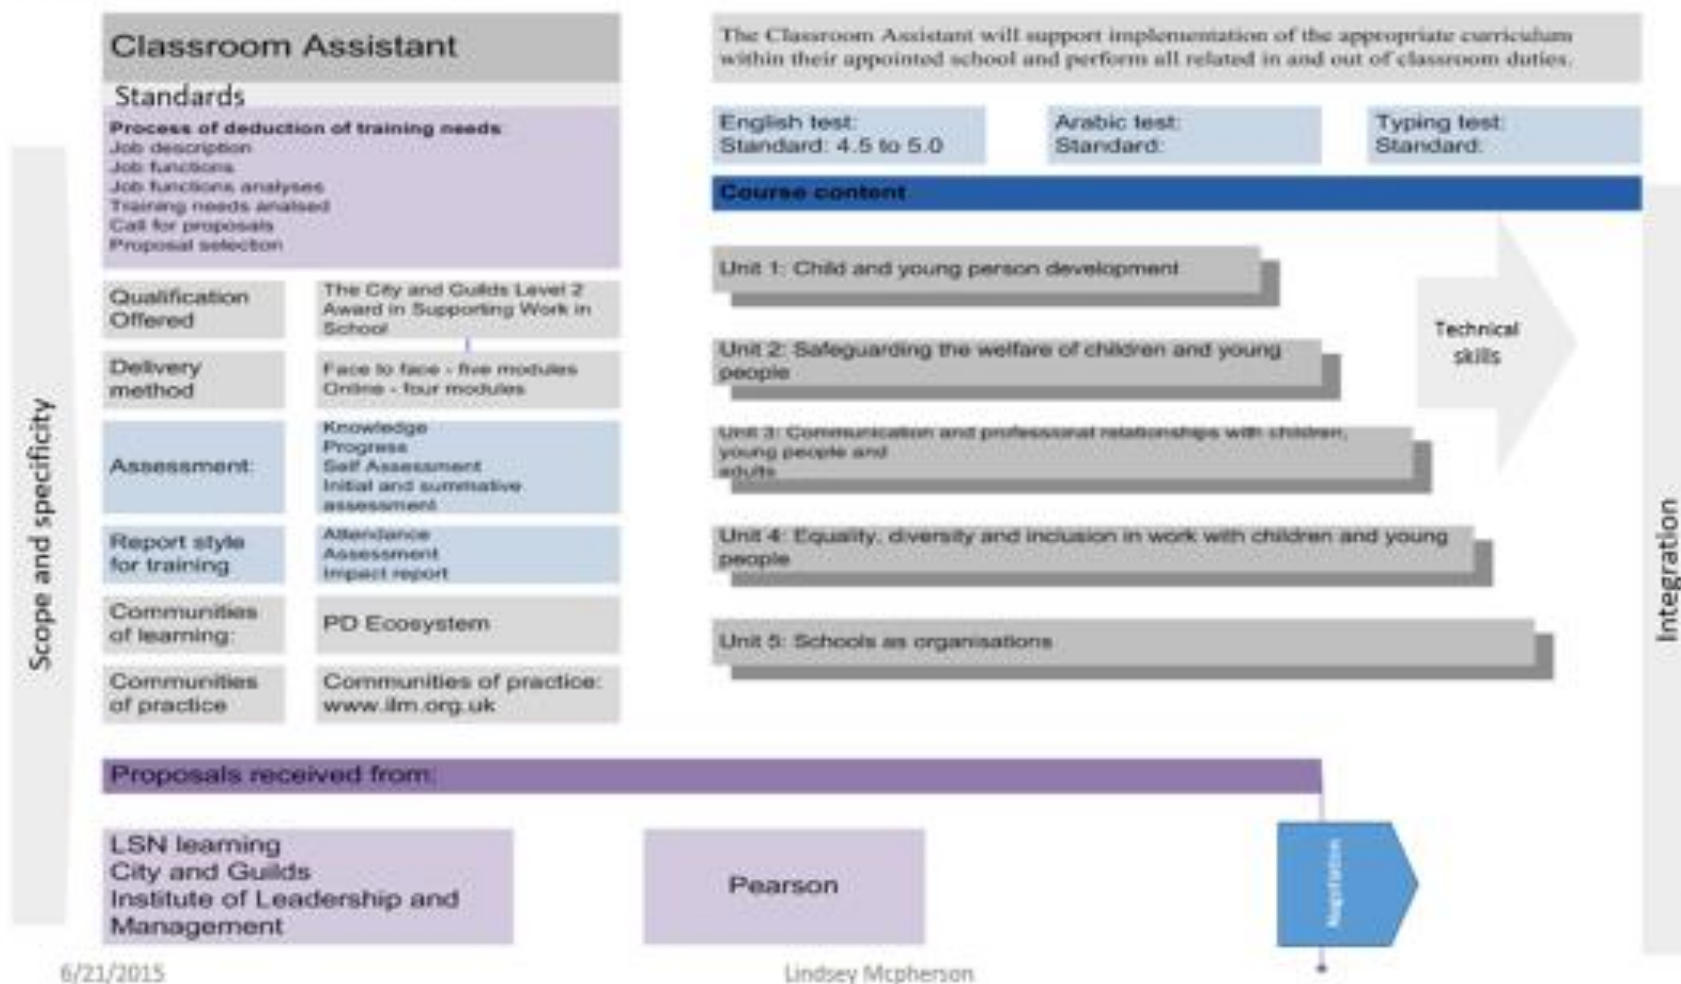 Classroom Assistant
Standards
Process of deduction of training needs:
Job description
Job functions
Job functions analyses
Training needs analsed
Call for proposals
Proposal selection
Qualification
Offered
The City and Guilds Level 2
Award in Supporting Work in
School
Delivery
method
Face to face - five modules
Online - four modules
Assessment:
Knowledge
Progress
Self Assessment
Initial and summative
assessment
Report style
for training
Attendance
Assessment
Impact report
Communities
of learning:
PD Ecosystem
Communities
of practice
Communities of practice:
www.ilm.org.uk
Scope and specificity
The Classroom Assistant will support implementation of the appropriate curriculum
within their appointed school and perform all related in and out of classroom duties.
English test:
Standard: 4.5 to 5.0
Arabic test:
Standard:
Typing test:
Standard:
Course content
Unit 1: Child and young person development
Unit 2: Safeguarding the welfare of children and young
people
Unit 3: Communication and professional relationships with children,
young people and
adults
Unit 4: Equality, diversity and inclusion in work with children and young
people
Unit 5: Schools as organisations
Technical
skills
Integration
Proposals received from:
LSN learning
City and Guilds
Institute of Leadership and
Management
Pearson
6/21/2015
Lindsey Mcpherson